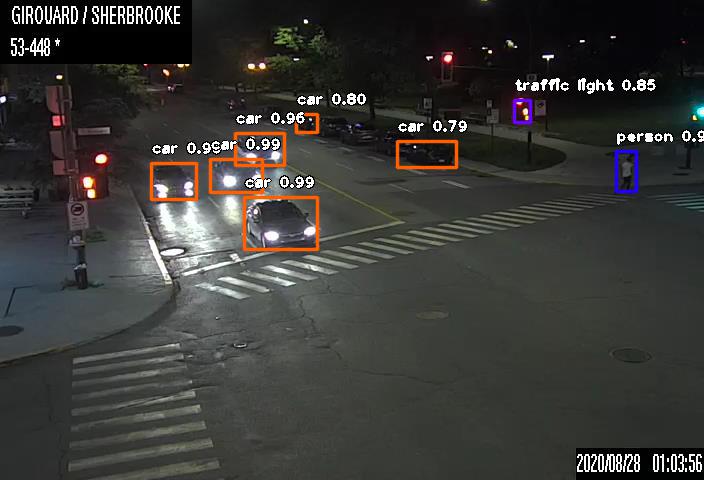 GIROUARD / SHERBROOKE
53-448 *
traffic light 0.85
car 0.80
car 0.96
car 0.79
person 0.9
car 0.9
car 0.99
car 0.99
2020/08/28 01:03:56